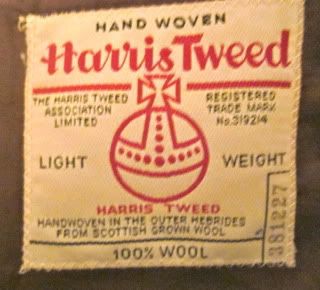 HAND WOVEN
Harris Tweed
THE HARRIS TWEED ASSOCIATION LIMITED
REGISTERED TRADE MARK No.319214
LIGHT WEIGHT
HARRIS TWEED
HANDWOVEN IN THE OUTER HEBRIDES
FROM SCOTTISH GROWN WOOL
100% WOOL
381227